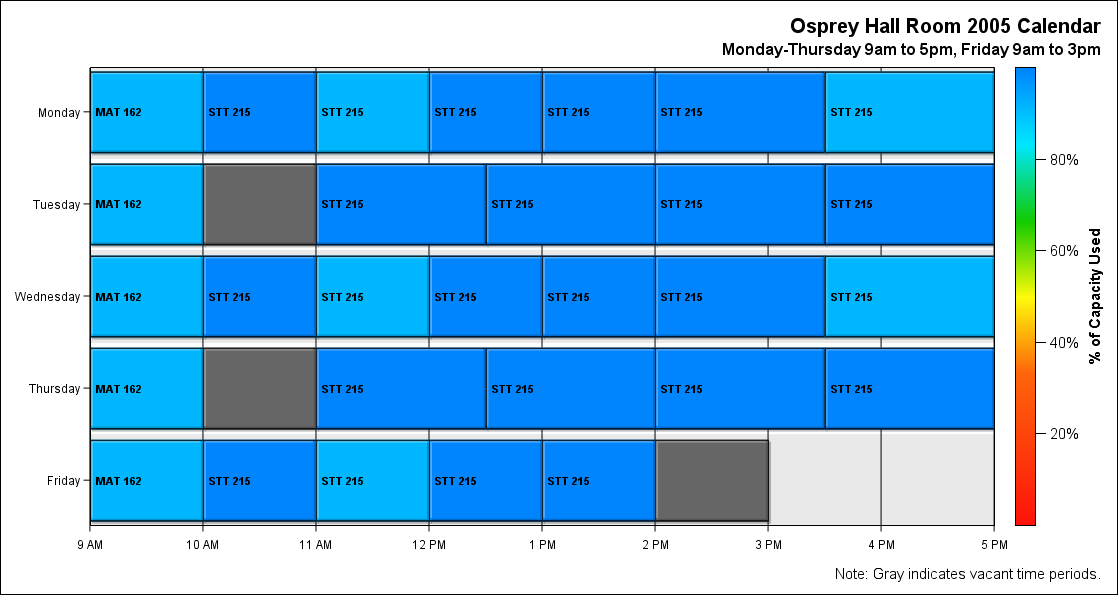 Osprey Hall Room 2005 Calendar
Monday-Thursday 9am to 5pm, Friday 9am to 3pm
Monday MAT 162 STT 215 STT 215 STT 215 STT 215 STT 215 STT 215
Tuesday MAT 162 STT 215 STT 215 STT 215 STT 215
Wednesday MAT 162 STT 215 STT 215 STT 215 STT 215 STT 215 STT 215
Thursday MAT 162 STT 215 STT 215 STT 215 STT 215
Friday MAT 162 STT 215 STT 215 STT 215 STT 215
9 AM 10 AM 11 AM 12 PM 1 PM 2 PM 3 PM 4 PM 5 PM
80%
60%
40%
20%
% of Capacity Used
Note: Gray indicates vacant time periods.